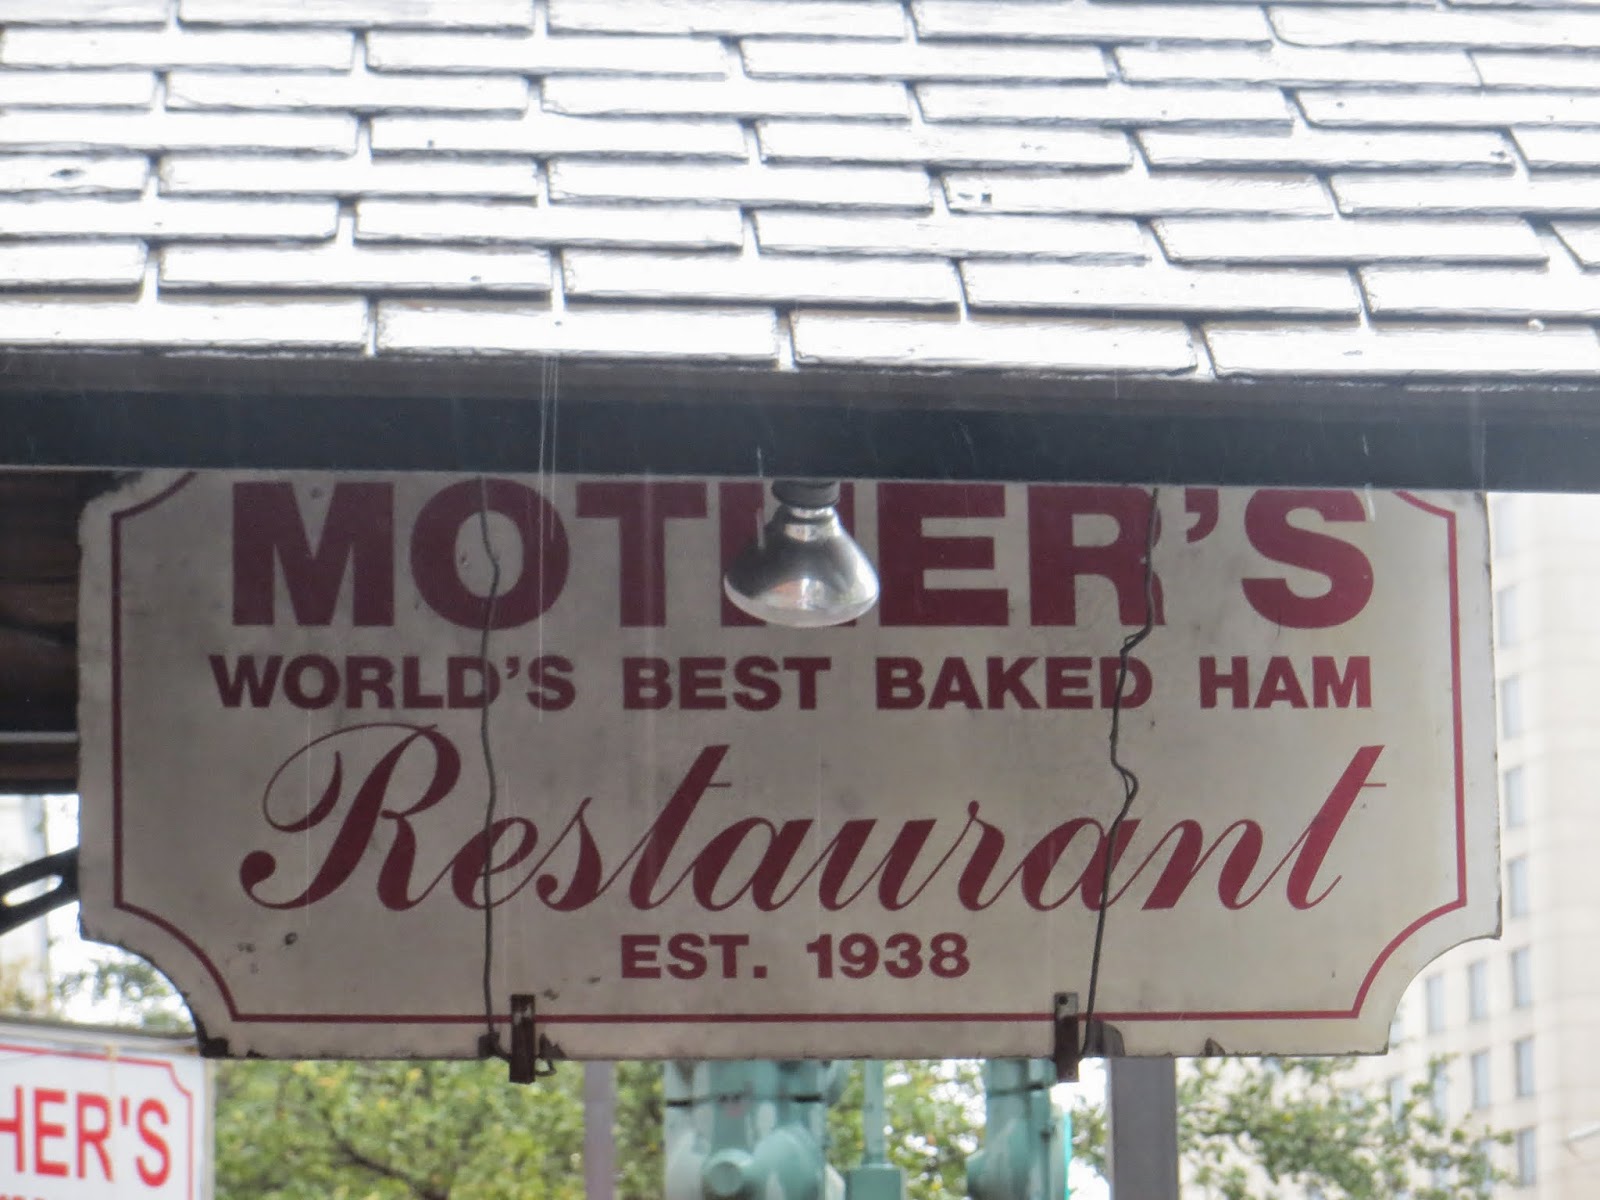 MOTHER'S
WORLD'S BEST BAKED HAM
Restaurant
EST. 1938
HER'S